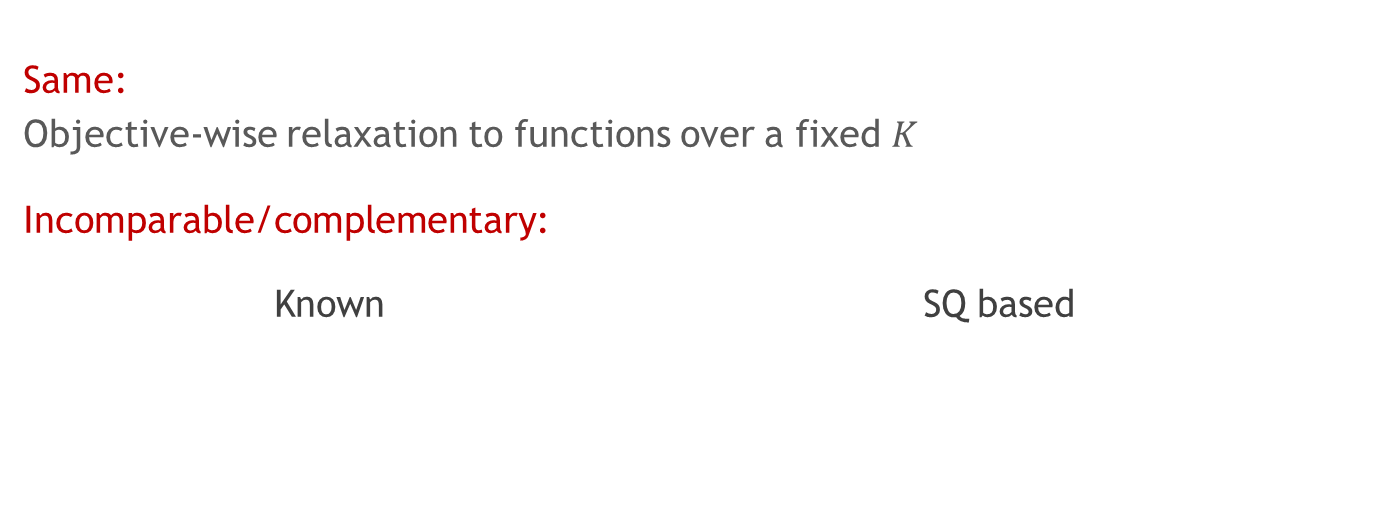 Same:
Objective-wise relaxation to functions over a fixed K
Incomparable/complementary:
Known
SQ based